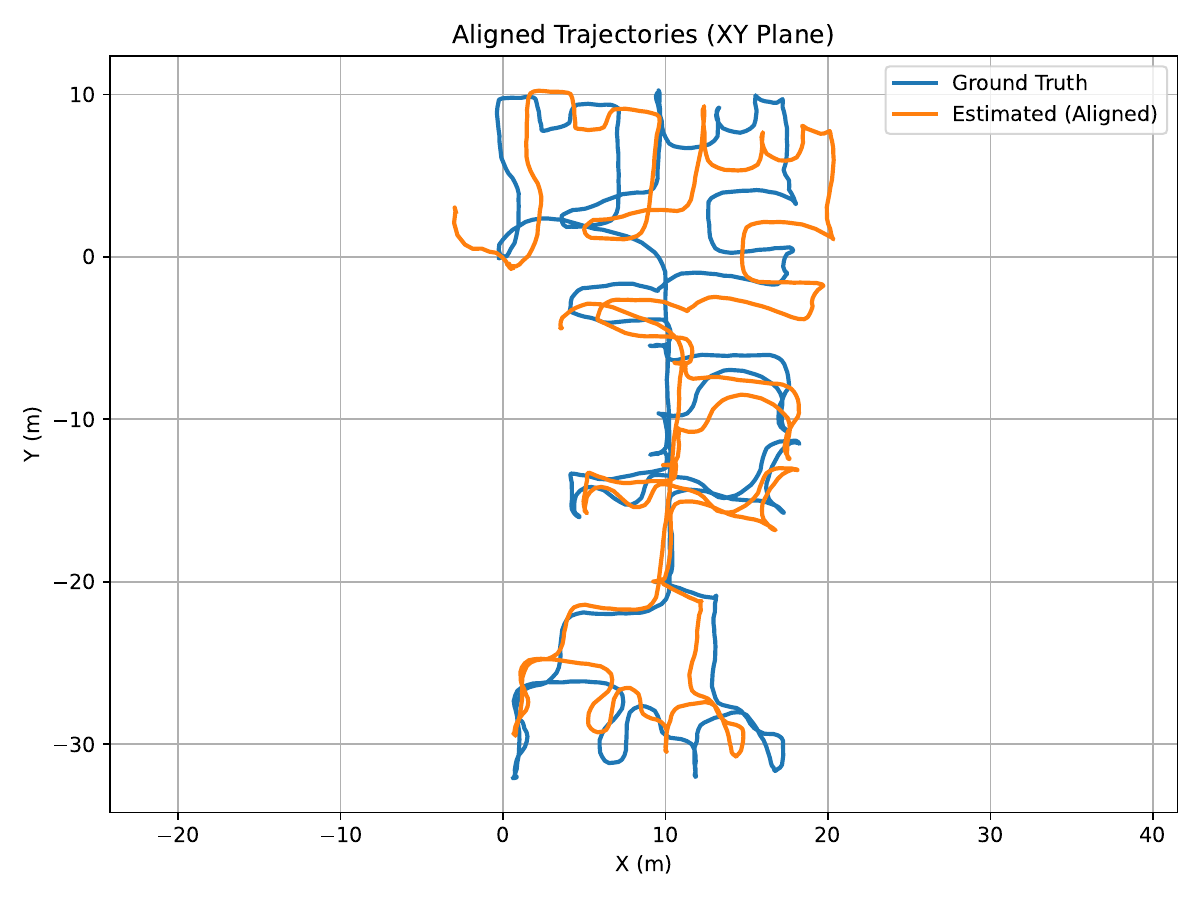 Aligned Trajectories (XY Plane)
Ground Truth
Estimated (Aligned)
10
0
−10
−20
−30
Y (m)
−20 −10 0 10 20 30 40
X (m)